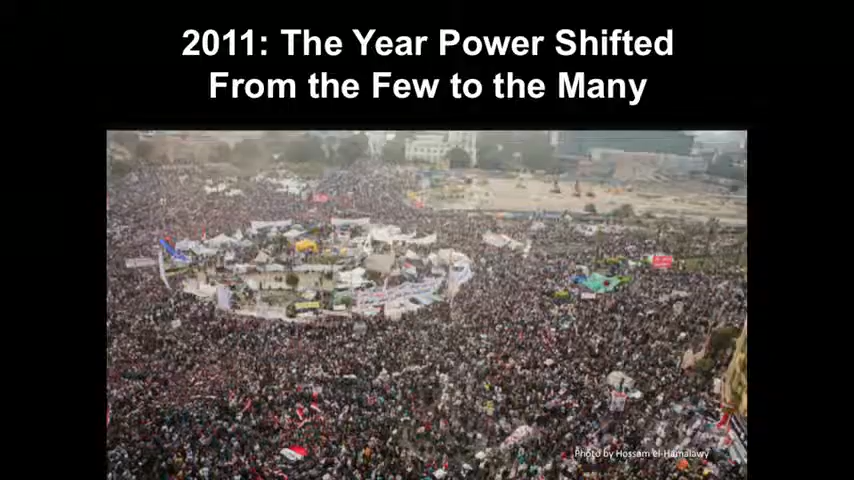 2011: The Year Power Shifted
From the Few to the Many
Photo by Hossam el-Hamalawy